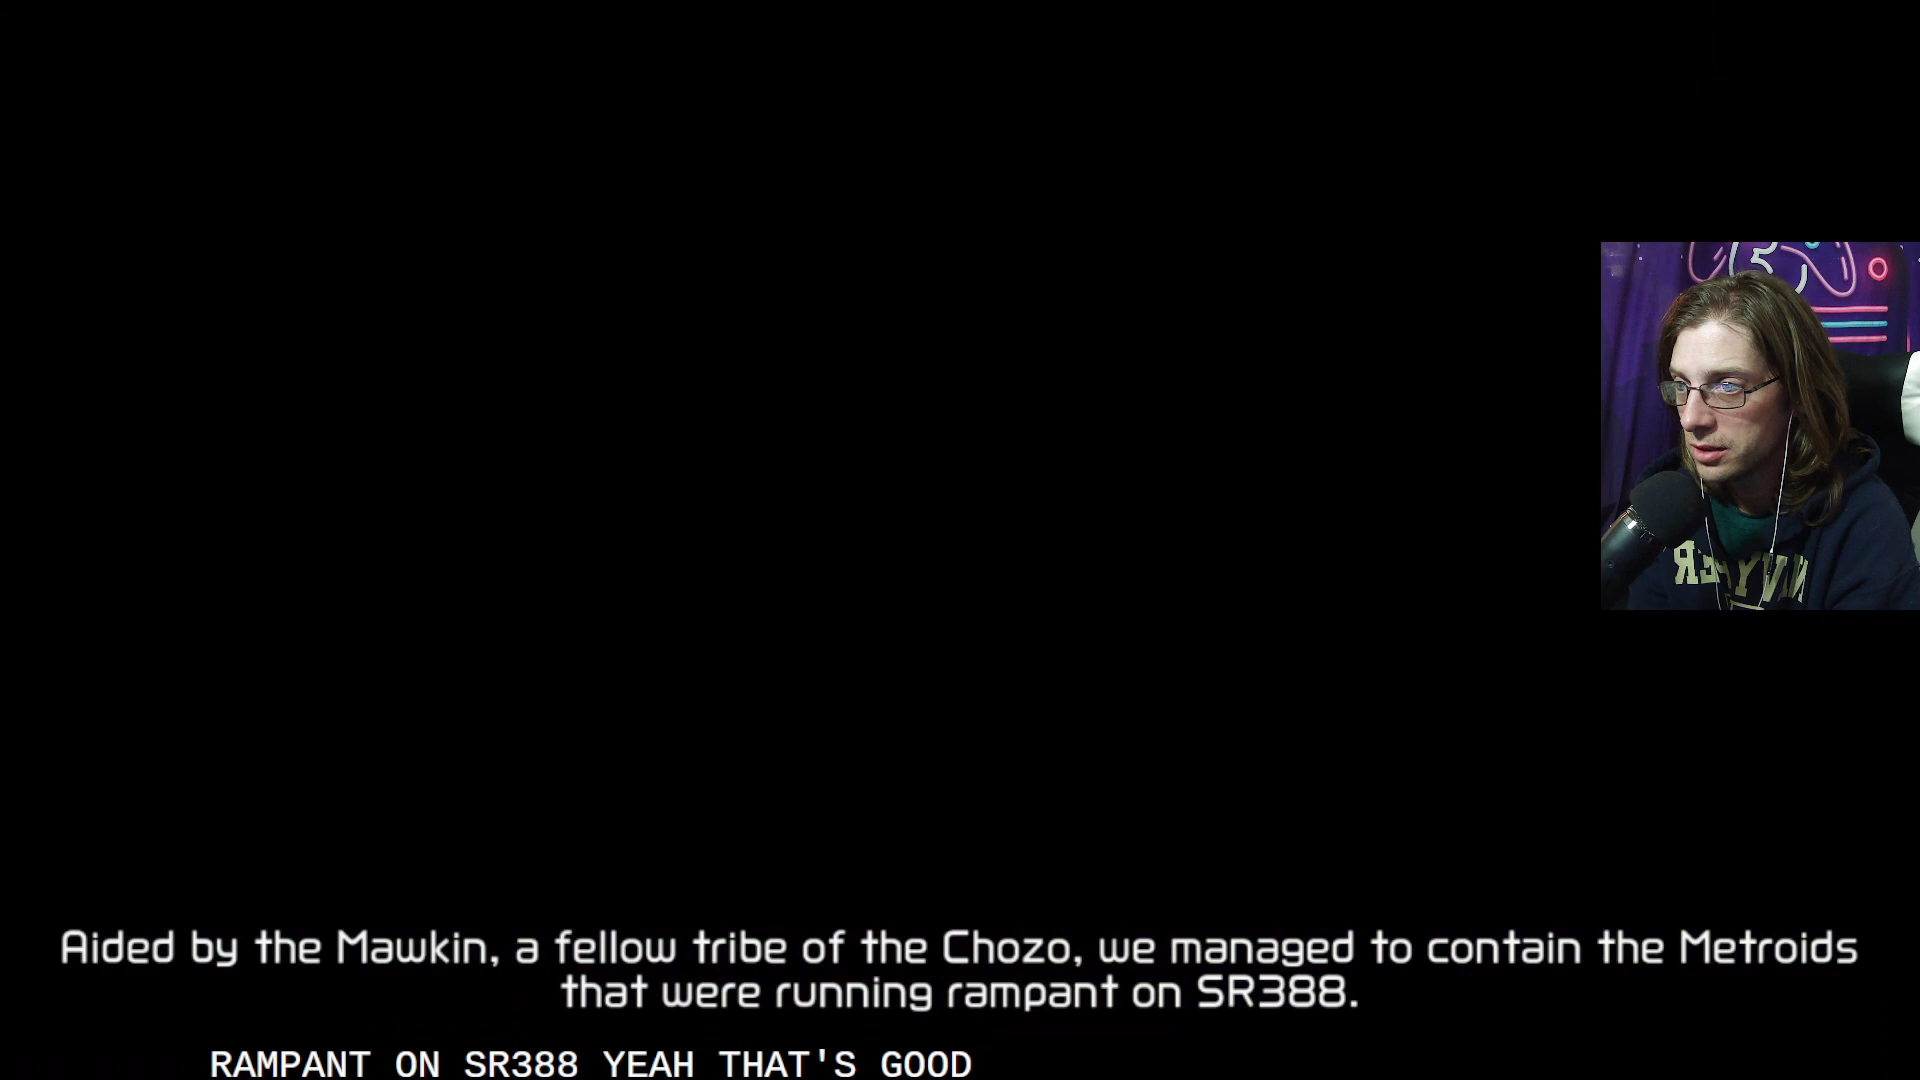 Aided by the Mawkin, a fellow tribe of the Chozo, we managed to contain the Metroids
that were running rampant on SR388.
RAMPANT ON SR388 YEAH THAT'S GOOD